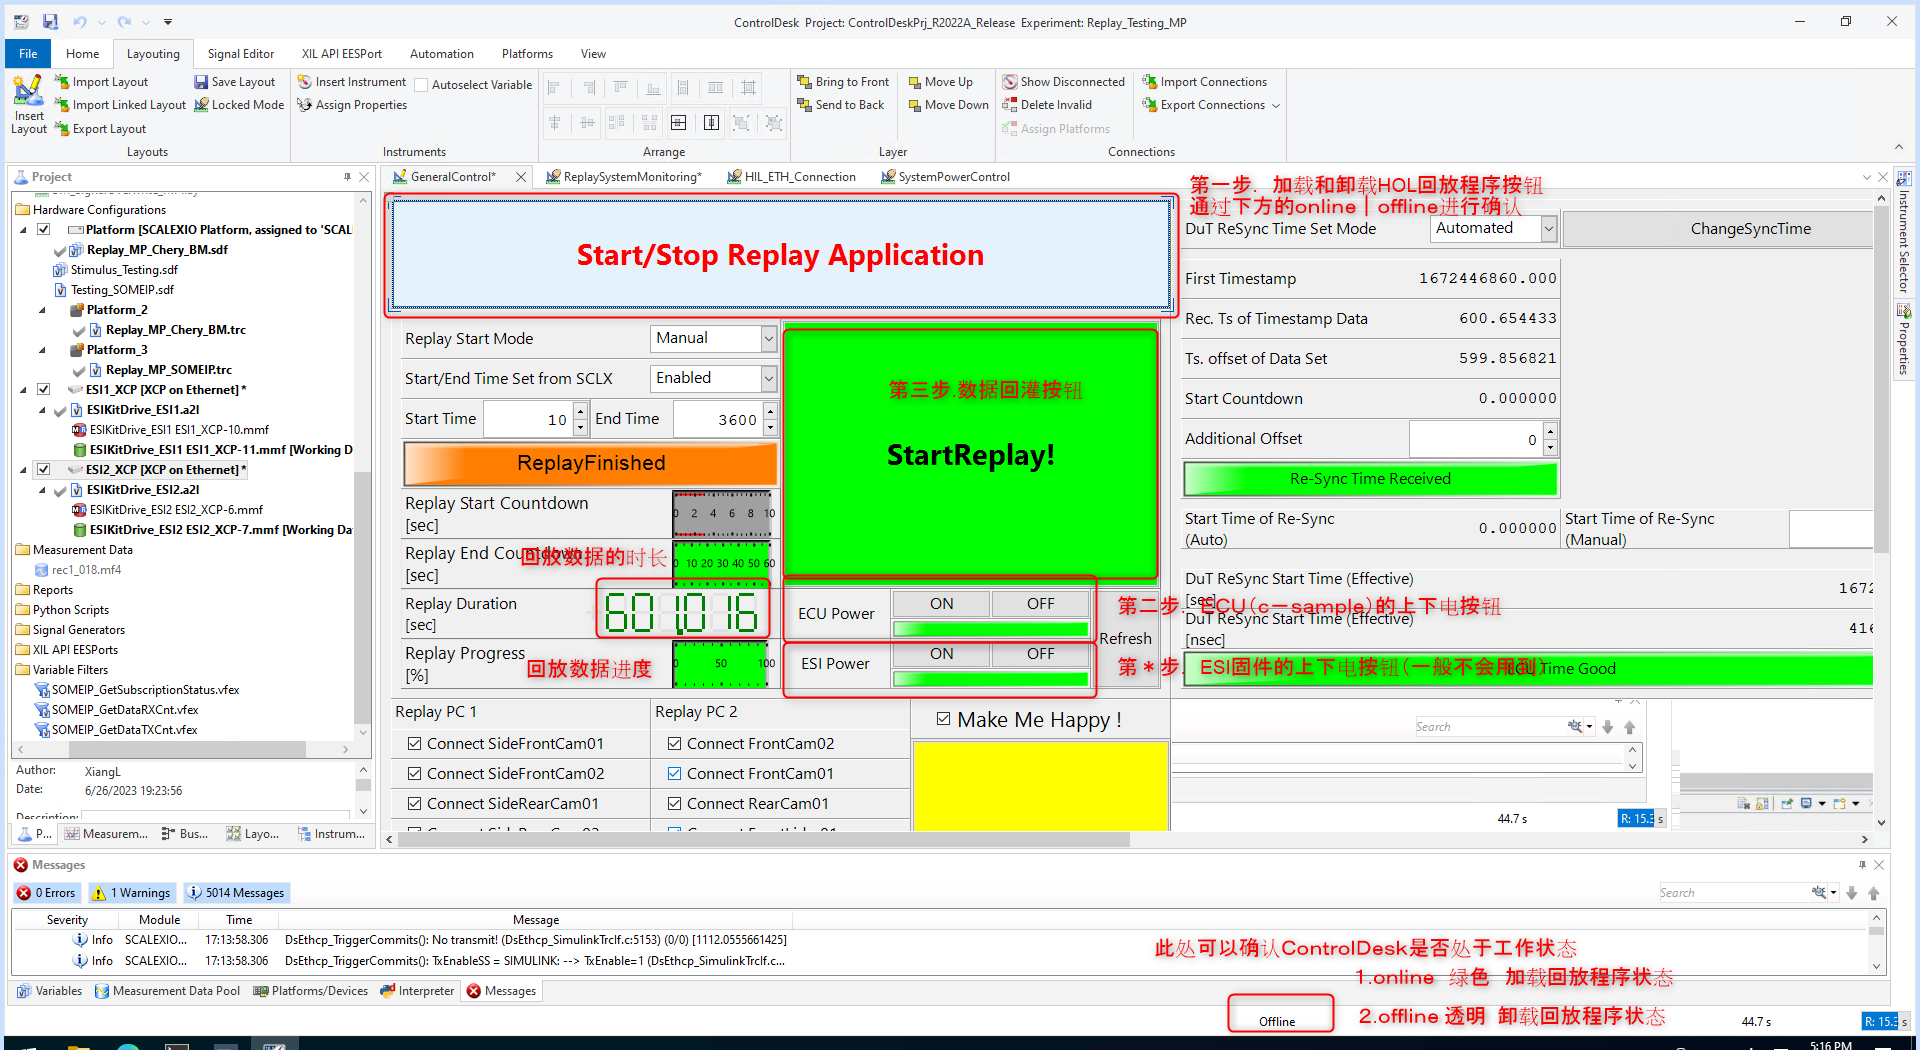 ControlDesk Project: ControlDeskPrj_R2022A_Release Experiment: Replay_Testing_MP
File Home Layouting Signal Editor XIL API EESPort Automation Platforms View
Insert Layout
Import Layout
Import Linked Layout
Export Layout
Save Layout
Locked Mode
Layouts
Insert Instrument
Assign Properties
Autoselect Variable
Instruments
Arrange
Bring to Front
Send to Back
Move Up
Move Down
Layer
Show Disconnected
Delete Invalid
Assign Platforms
Import Connections
Export Connections
Connections
Project
Hardware Configurations
Platform [SCALEXIO Platform, assigned to 'SCAL
Replay_MP_Chery_BM.sdf
Stimulus_Testing.sdf
Testing_SOMEIP.sdf
Platform_2
Replay_MP_Chery_BM.trc
Platform_3
Replay_MP_SOMEIP.trc
ESI1_XCP [XCP on Ethernet] *
ESIKitDrive_ESI1.a2l
ESIKitDrive_ESI1 ESI1_XCP-10.mmf
ESIKitDrive_ESI1 ESI1_XCP-11.mmf [Working D
ESI2_XCP [XCP on Ethernet] *
ESIKitDrive_ESI2.a2l
ESIKitDrive_ESI2 ESI2_XCP-6.mmf
ESIKitDrive_ESI2 ESI2_XCP-7.mmf [Working Da
Measurement Data
rec1_018.mf4
Reports
Python Scripts
Signal Generators
XIL API EESPorts
Variable Filters
SOMEIP_GetSubscriptionStatus.vfex
SOMEIP_GetDataRXCnt.vfex
SOMEIP_GetDataTXCnt.vfex
Author: XiangL
Date: 6/26/2023 19:23:56
Description:
P... Measurem... Bus... Layo... Instrum...
GeneralControl* ReplaySystemMonitoring* HIL_ETH_Connection SystemPowerControl
Start/Stop Replay Application
第一步. 加载和卸载HOL回放程序按钮
通过下方的online | offline进行确认
Replay Start Mode Manual
Start/End Time Set from SCLX Enabled
Start Time 10 End Time 3600
ReplayFinished
Replay Start Countdown [sec]
0 2 4 6 8 10
Replay End Countdown [sec]
0 10 20 30 40 50 60
回放数据的时长
Replay Duration [sec]
601.016
Replay Progress [%]
0 50 100
回放数据进度
第三步.数据回灌按钮
StartReplay!
ECU Power ON OFF
ESI Power ON OFF
Refresh
第二步. ECU(c-sample)的上下电按钮
第*步. ESI固件的上下电按钮(一般不会用到)
DuT ReSync Time Set Mode Automated ChangeSyncTime
First Timestamp 1672446860.000
Rec. Ts of Timestamp Data 600.654433
Ts. offset of Data Set 599.856821
Start Countdown 0.000000
Additional Offset 0
Re-Sync Time Received
Start Time of Re-Sync (Auto) 0.000000
Start Time of Re-Sync (Manual)
DuT ReSync Start Time (Effective) [sec] 1672
DuT ReSync Start Time (Effective) [nsec] 416
Time Good
Replay PC 1
Connect SideFrontCam01
Connect SideFrontCam02
Connect SideRearCam01
Replay PC 2
Connect FrontCam02
Connect FrontCam01
Connect RearCam01
Make Me Happy !
Search
44.7 s R: 15.3 s
Instrument Selector
Properties
Messages
0 Errors 1 Warnings 5014 Messages
Search
Severity Module Time Message
Info SCALEXIO... 17:13:58.306 DsEthcp_TriggerCommits(): No transmit! (DsEthcp_SimulinkTrcIf.c:5153) (0/0) [1112.0555661425]
Info SCALEXIO... 17:13:58.306 DsEthcp_TriggerCommits(): TxEnableSS = SIMULINK: --> TxEnable=1 (DsEthcp_SimulinkTrcIf.c...
此处可以确认ControlDesk是否处于工作状态
1.online 绿色 加载回放程序状态
2.offline 透明 卸载回放程序状态
Variables Measurement Data Pool Platforms/Devices Interpreter Messages
Offline
44.7 s R: 15.3 s
5:16 PM